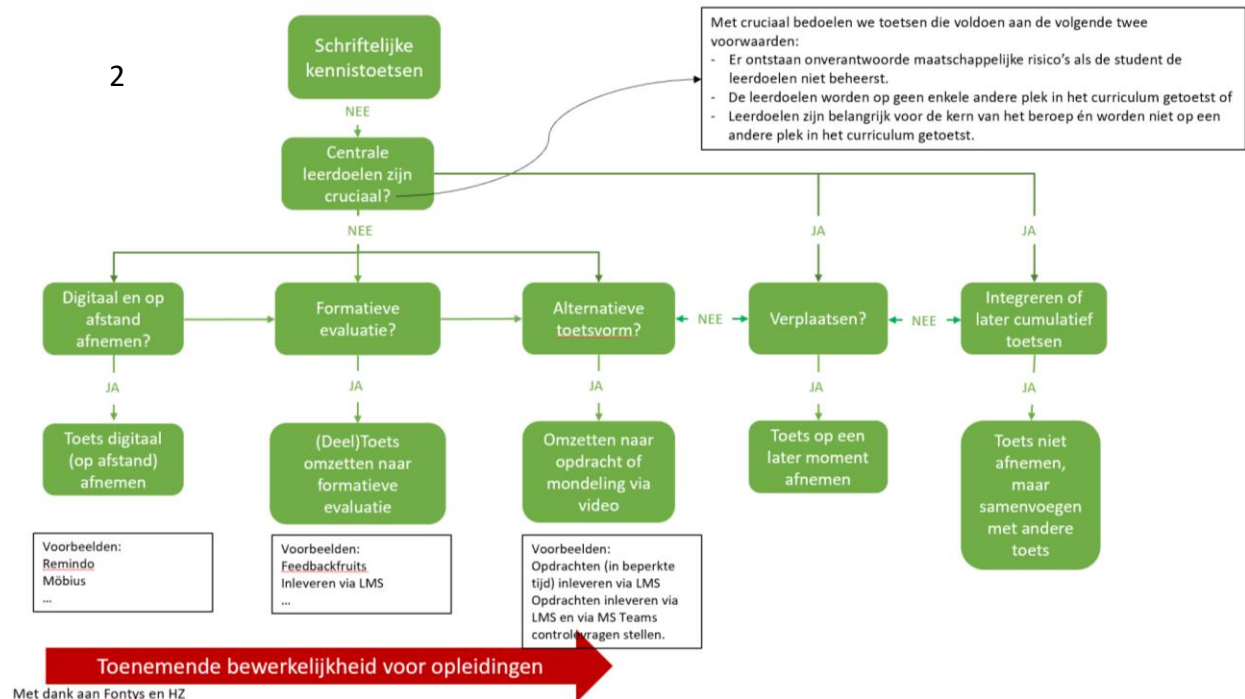 2
Schriftelijke
kennistoetsen
Met cruciaal bedoelen we toetsen die voldoen aan de volgende twee
voorwaarden:
- Er ontstaan onverantwoorde maatschappelijke risico's als de student de
leerdoelen niet beheerst.
- De leerdoelen worden op geen enkele andere plek in het curriculum getoetst of
- Leerdoelen zijn belangrijk voor de kern van het beroep én worden niet op een
andere plek in het curriculum getoetst.
NEE
Centrale
leerdoelen zijn
cruciaal?
NEE
JA
JA
Digitaal en op
afstand
afnemen?
Formatieve
evaluatie?
Alternatieve
toetsvorm?
NEE
Verplaatsen?
NEE
Integreren of
later cumulatief
toetsen
JA
JA
JA
JA
JA
Toets digitaal
(op afstand)
afnemen
(Deel)Toets
omzetten naar
formatieve
evaluatie
Omzetten naar
opdracht of
mondeling via
video
Toets op een
later moment
afnemen
Toets niet
afnemen,
maar
samenvoegen
met andere
toets
Voorbeelden:
Remindo
Möbius
...
Voorbeelden:
Feedbackfruits
Inleveren via LMS
...
Voorbeelden:
Opdrachten (in beperkte
tijd) inleveren via LMS
Opdrachten inleveren via
LMS en via MS Teams
controlevragen stellen.
Toenemende bewerkelijkheid voor opleidingen
Met dank aan Fontys en HZ